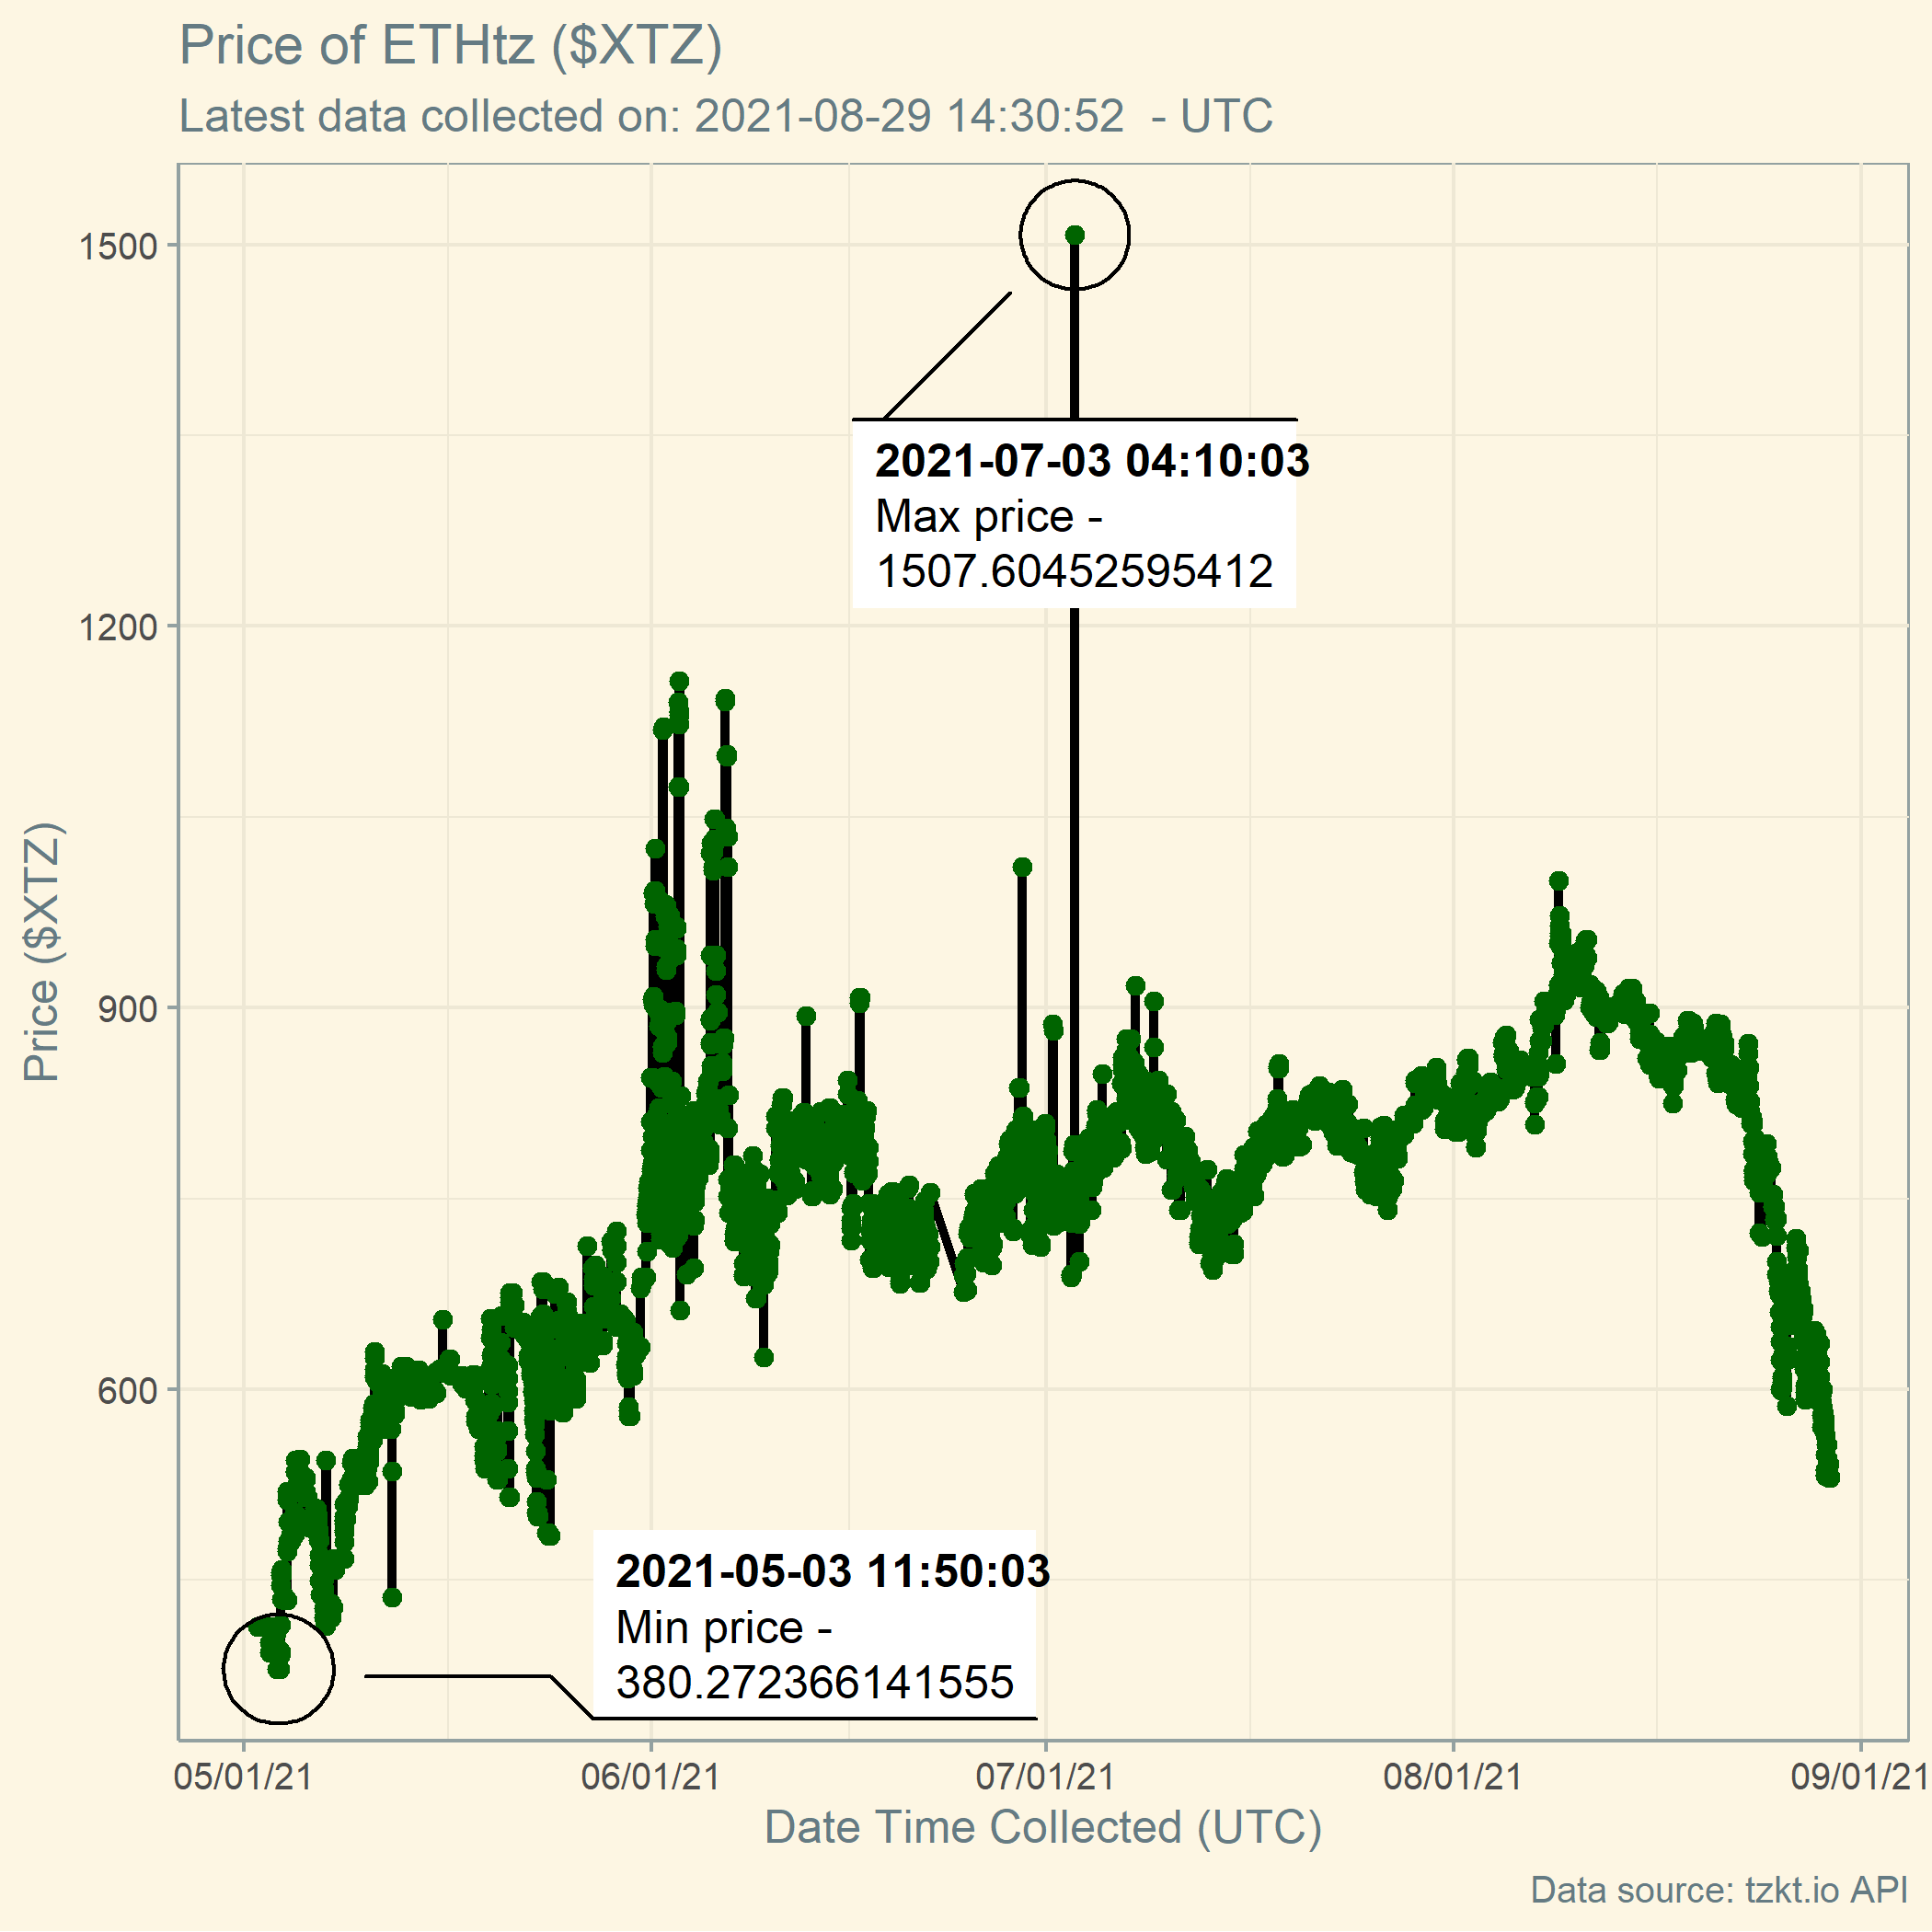 Price of ETHtz ($XTZ)
Latest data collected on: 2021-08-29 14:30:52  - UTC
Price ($XTZ)
1500
1200
900
600
2021-07-03 04:10:03
Max price -
1507.60452595412
2021-05-03 11:50:03
Min price -
380.272366141555
05/01/21 06/01/21 07/01/21 08/01/21 09/01/21
Date Time Collected (UTC)
Data source: tzkt.io API